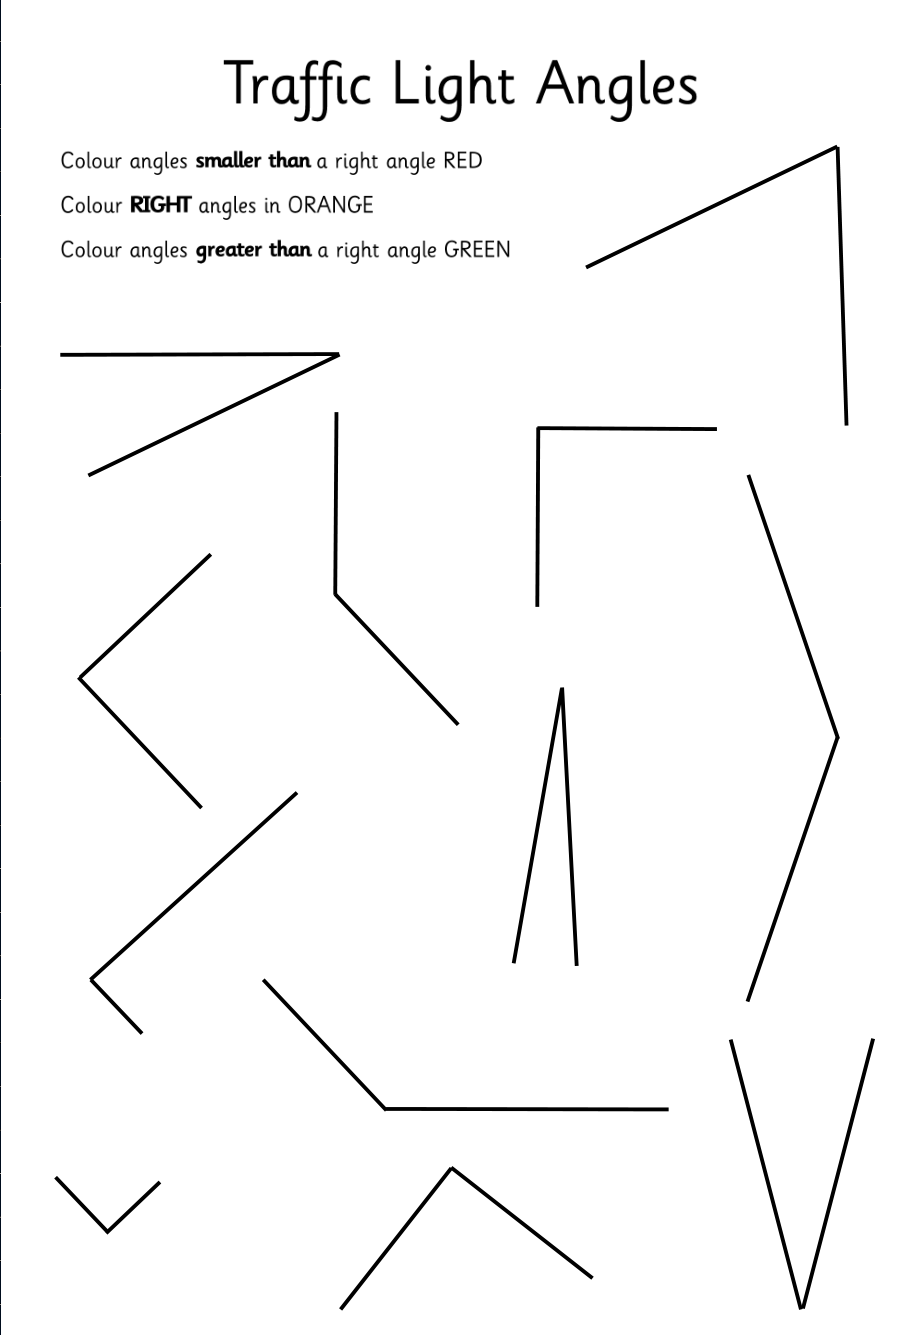 Traffic Light Angles
Colour angles smaller than a right angle RED
Colour RIGHT angles in ORANGE
Colour angles greater than a right angle GREEN